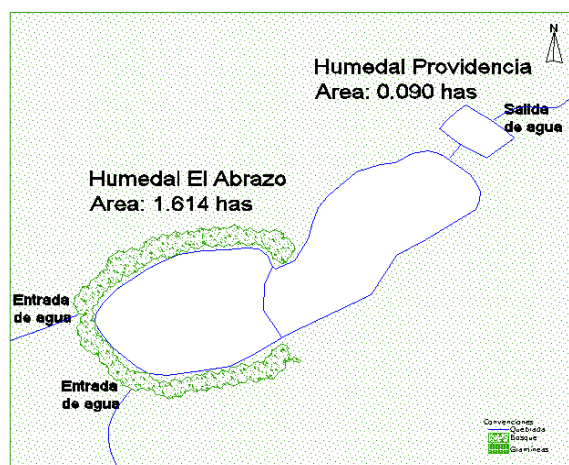 N
Humedal Providencia
Area: 0.090 has
Salida
de agua
Humedal El Abrazo
Area: 1.614 has
Entrada
de agua
Entrada
de agua
Convenciones
Quebrada
Bosque
Gramineas